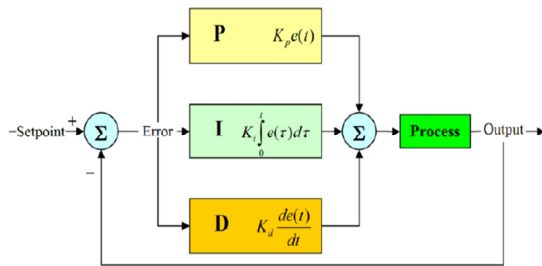 P K_p e(t)
+
–Setpoint Σ Error I K_i ∫_0^t e(τ)dτ Σ Process Output
–
D K_d de(t)/dt